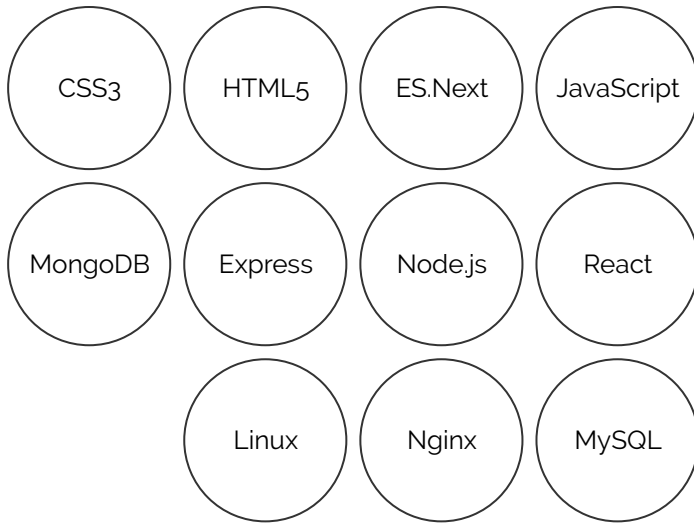 CSS3 HTML5 ES.Next JavaScript
MongoDB Express Node.js React
Linux Nginx MySQL